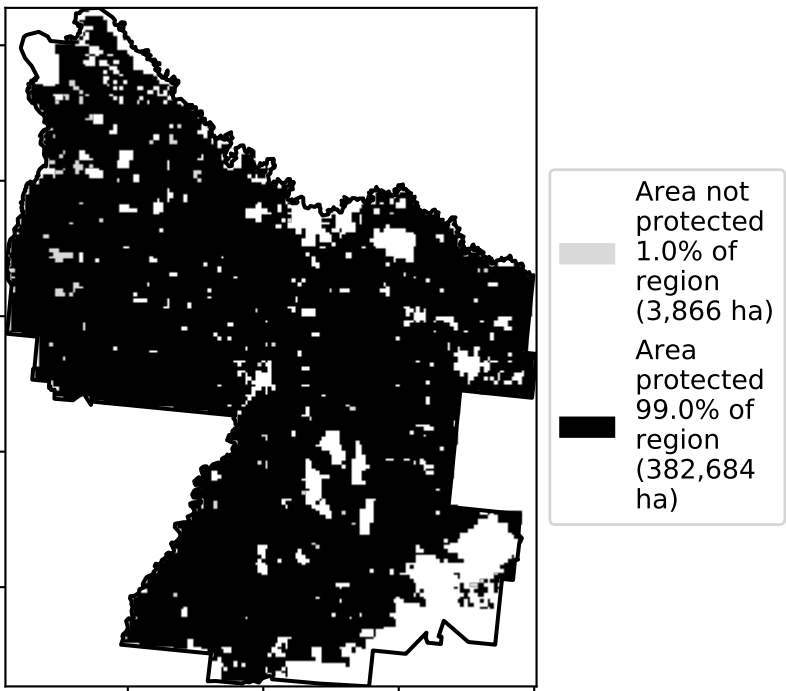 Area not
protected
1.0% of
region
(3,866 ha)
Area
protected
99.0% of
region
(382,684
ha)